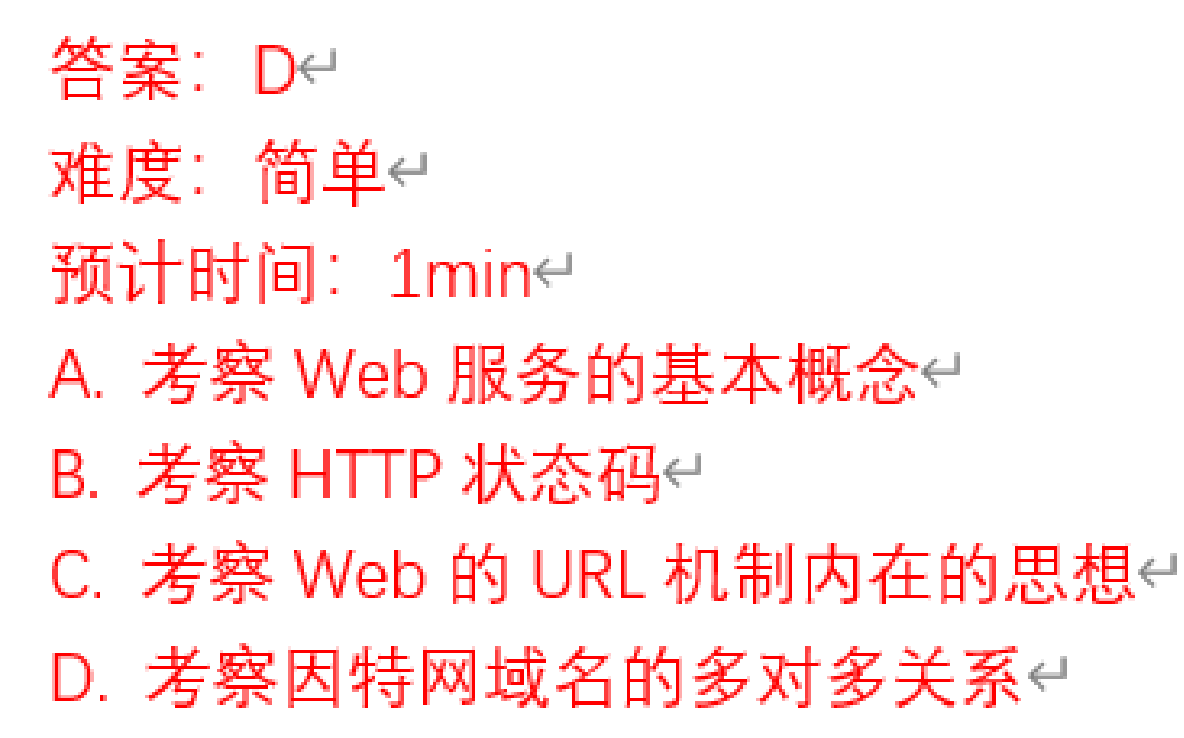 答案： D
难度： 简单
预计时间： 1min
A. 考察 Web 服务的基本概念
B. 考察 HTTP 状态码
C. 考察 Web 的 URL 机制内在的思想
D. 考察因特网域名的多对多关系